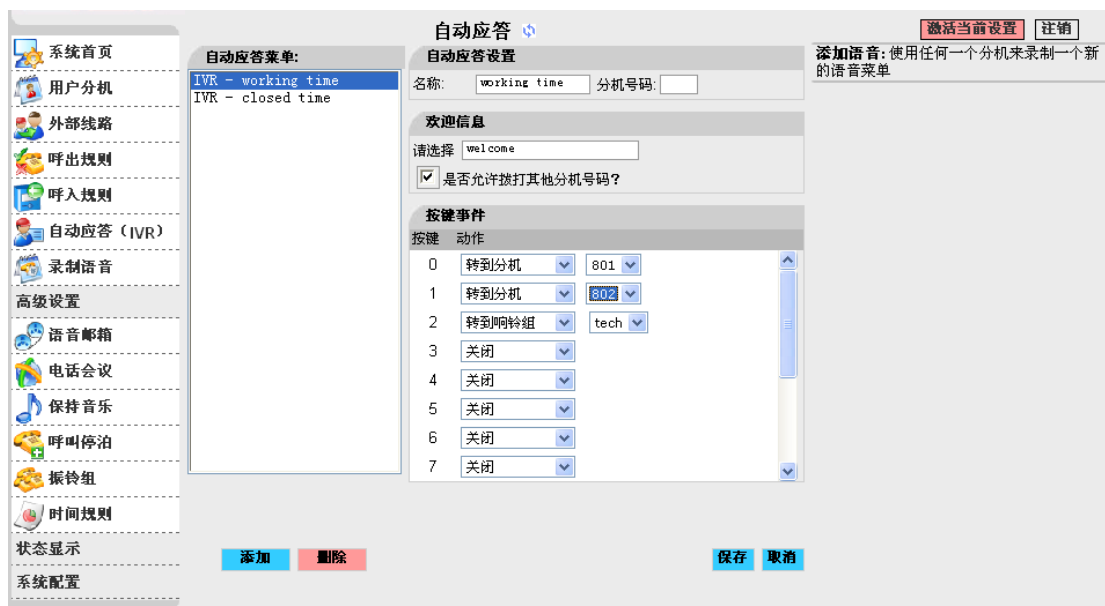 自动应答
激活当前设置 注销
系统首页
用户分机
外部线路
呼出规则
呼入规则
自动应答（IVR）
录制语音
高级设置
语音邮箱
电话会议
保持音乐
呼叫停泊
振铃组
时间规则
状态显示
系统配置
自动应答菜单:
IVR - working time
IVR - closed time
添加 删除
自动应答设置
名称: working time 分机号码:
欢迎信息
请选择 welcome
是否允许拨打其他分机号码?
按键事件
按键 动作
0 转到分机 801
1 转到分机 802
2 转到响铃组 tech
3 关闭
4 关闭
5 关闭
6 关闭
7 关闭
保存 取消
添加语音: 使用任何一个分机来录制一个新
的语音菜单